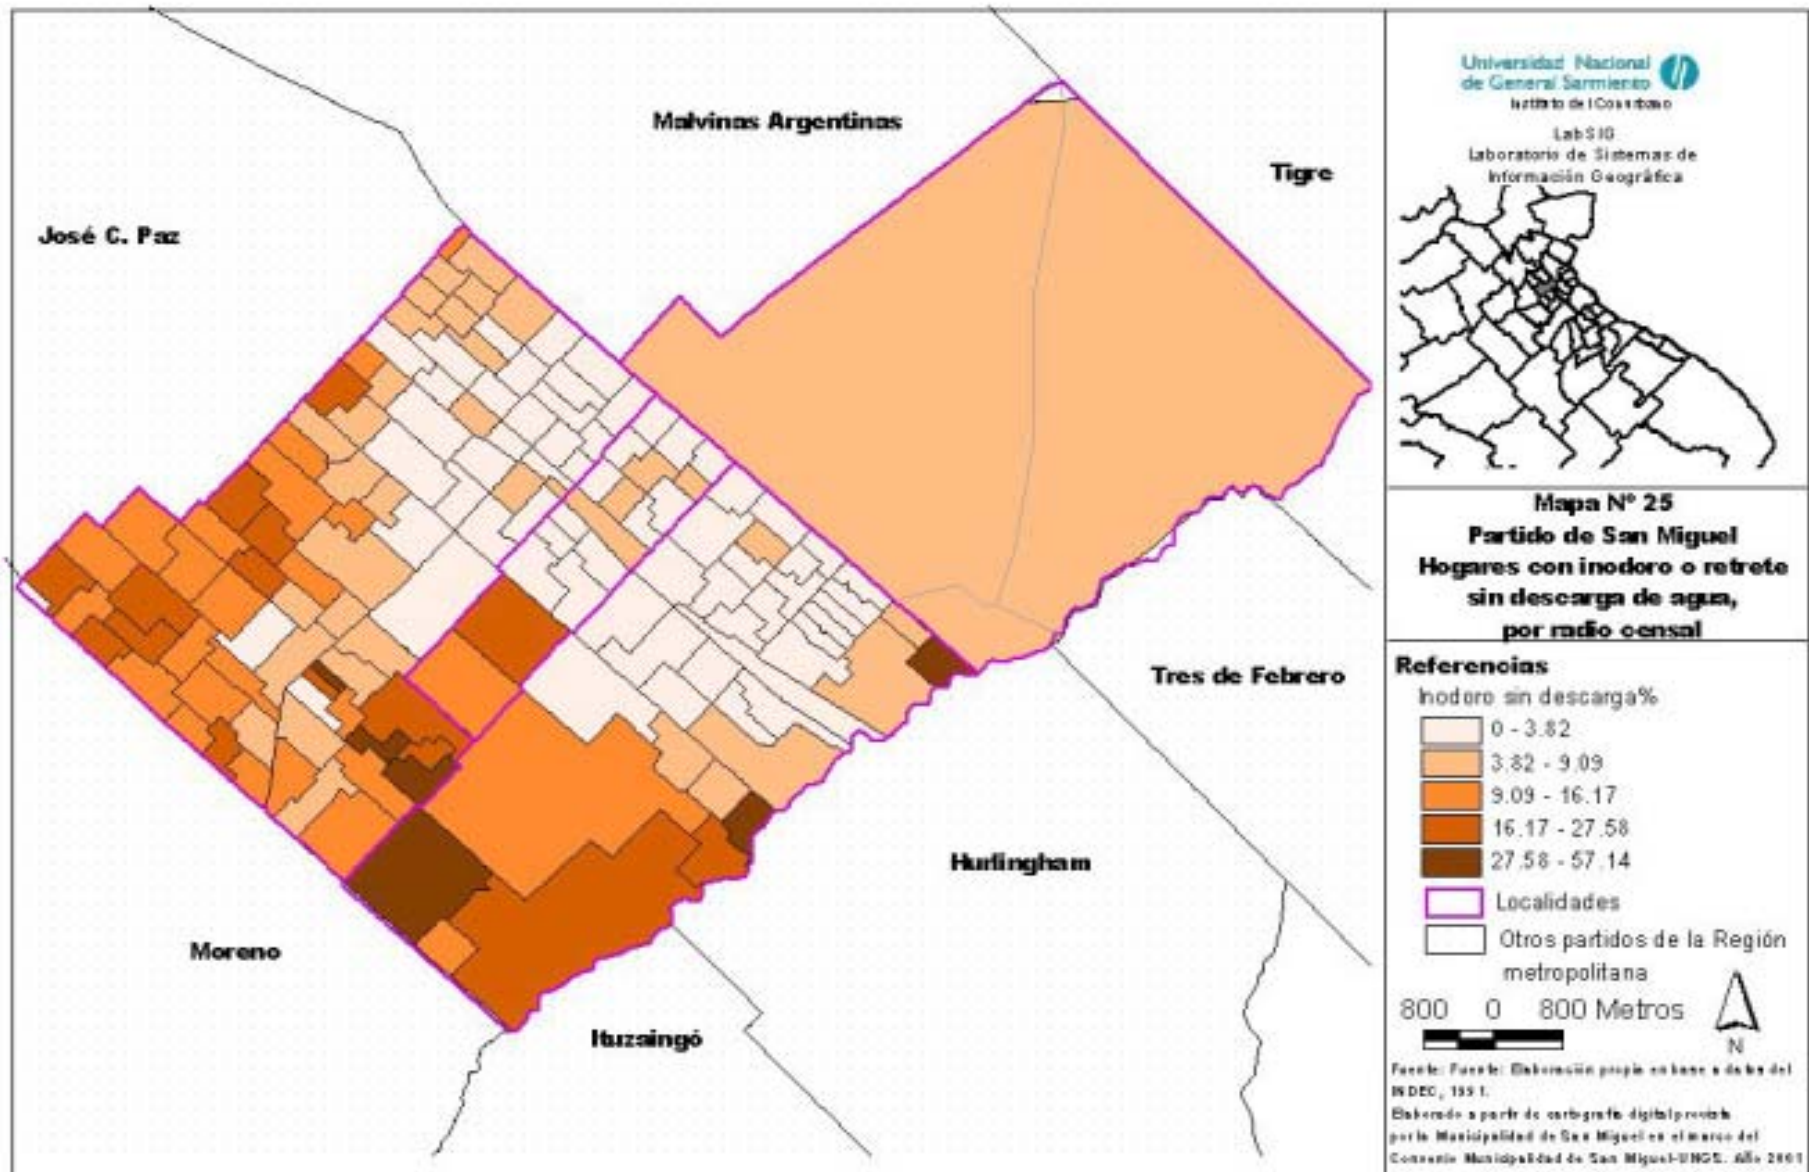 Malvinas Argentinas
Tigre
José C. Paz
Tres de Febrero
Hurlingham
Moreno
Ituzaingó
Universidad Nacional
de General Sarmiento
Instituto del Conurbano
LabSIG
Laboratorio de Sistemas de
Información Geográfica
Mapa Nº 25
Partido de San Miguel
Hogares con inodoro o retrete
sin descarga de agua,
por radio censal
Referencias
Inodoro sin descarga%
0 - 3.82
3.82 - 9.09
9.09 - 16.17
16.17 - 27.58
27.58 - 57.14
Localidades
Otros partidos de la Región
metropolitana
800 0 800 Metros
N
Fuente: Fuente: Elaboración propia en base a datos del
INDEC, 1991.
Elaborado a partir de cartografía digital provista
por la Municipalidad de San Miguel en el marco del
Convenio Municipalidad de San Miguel-UNGS. Año 2001